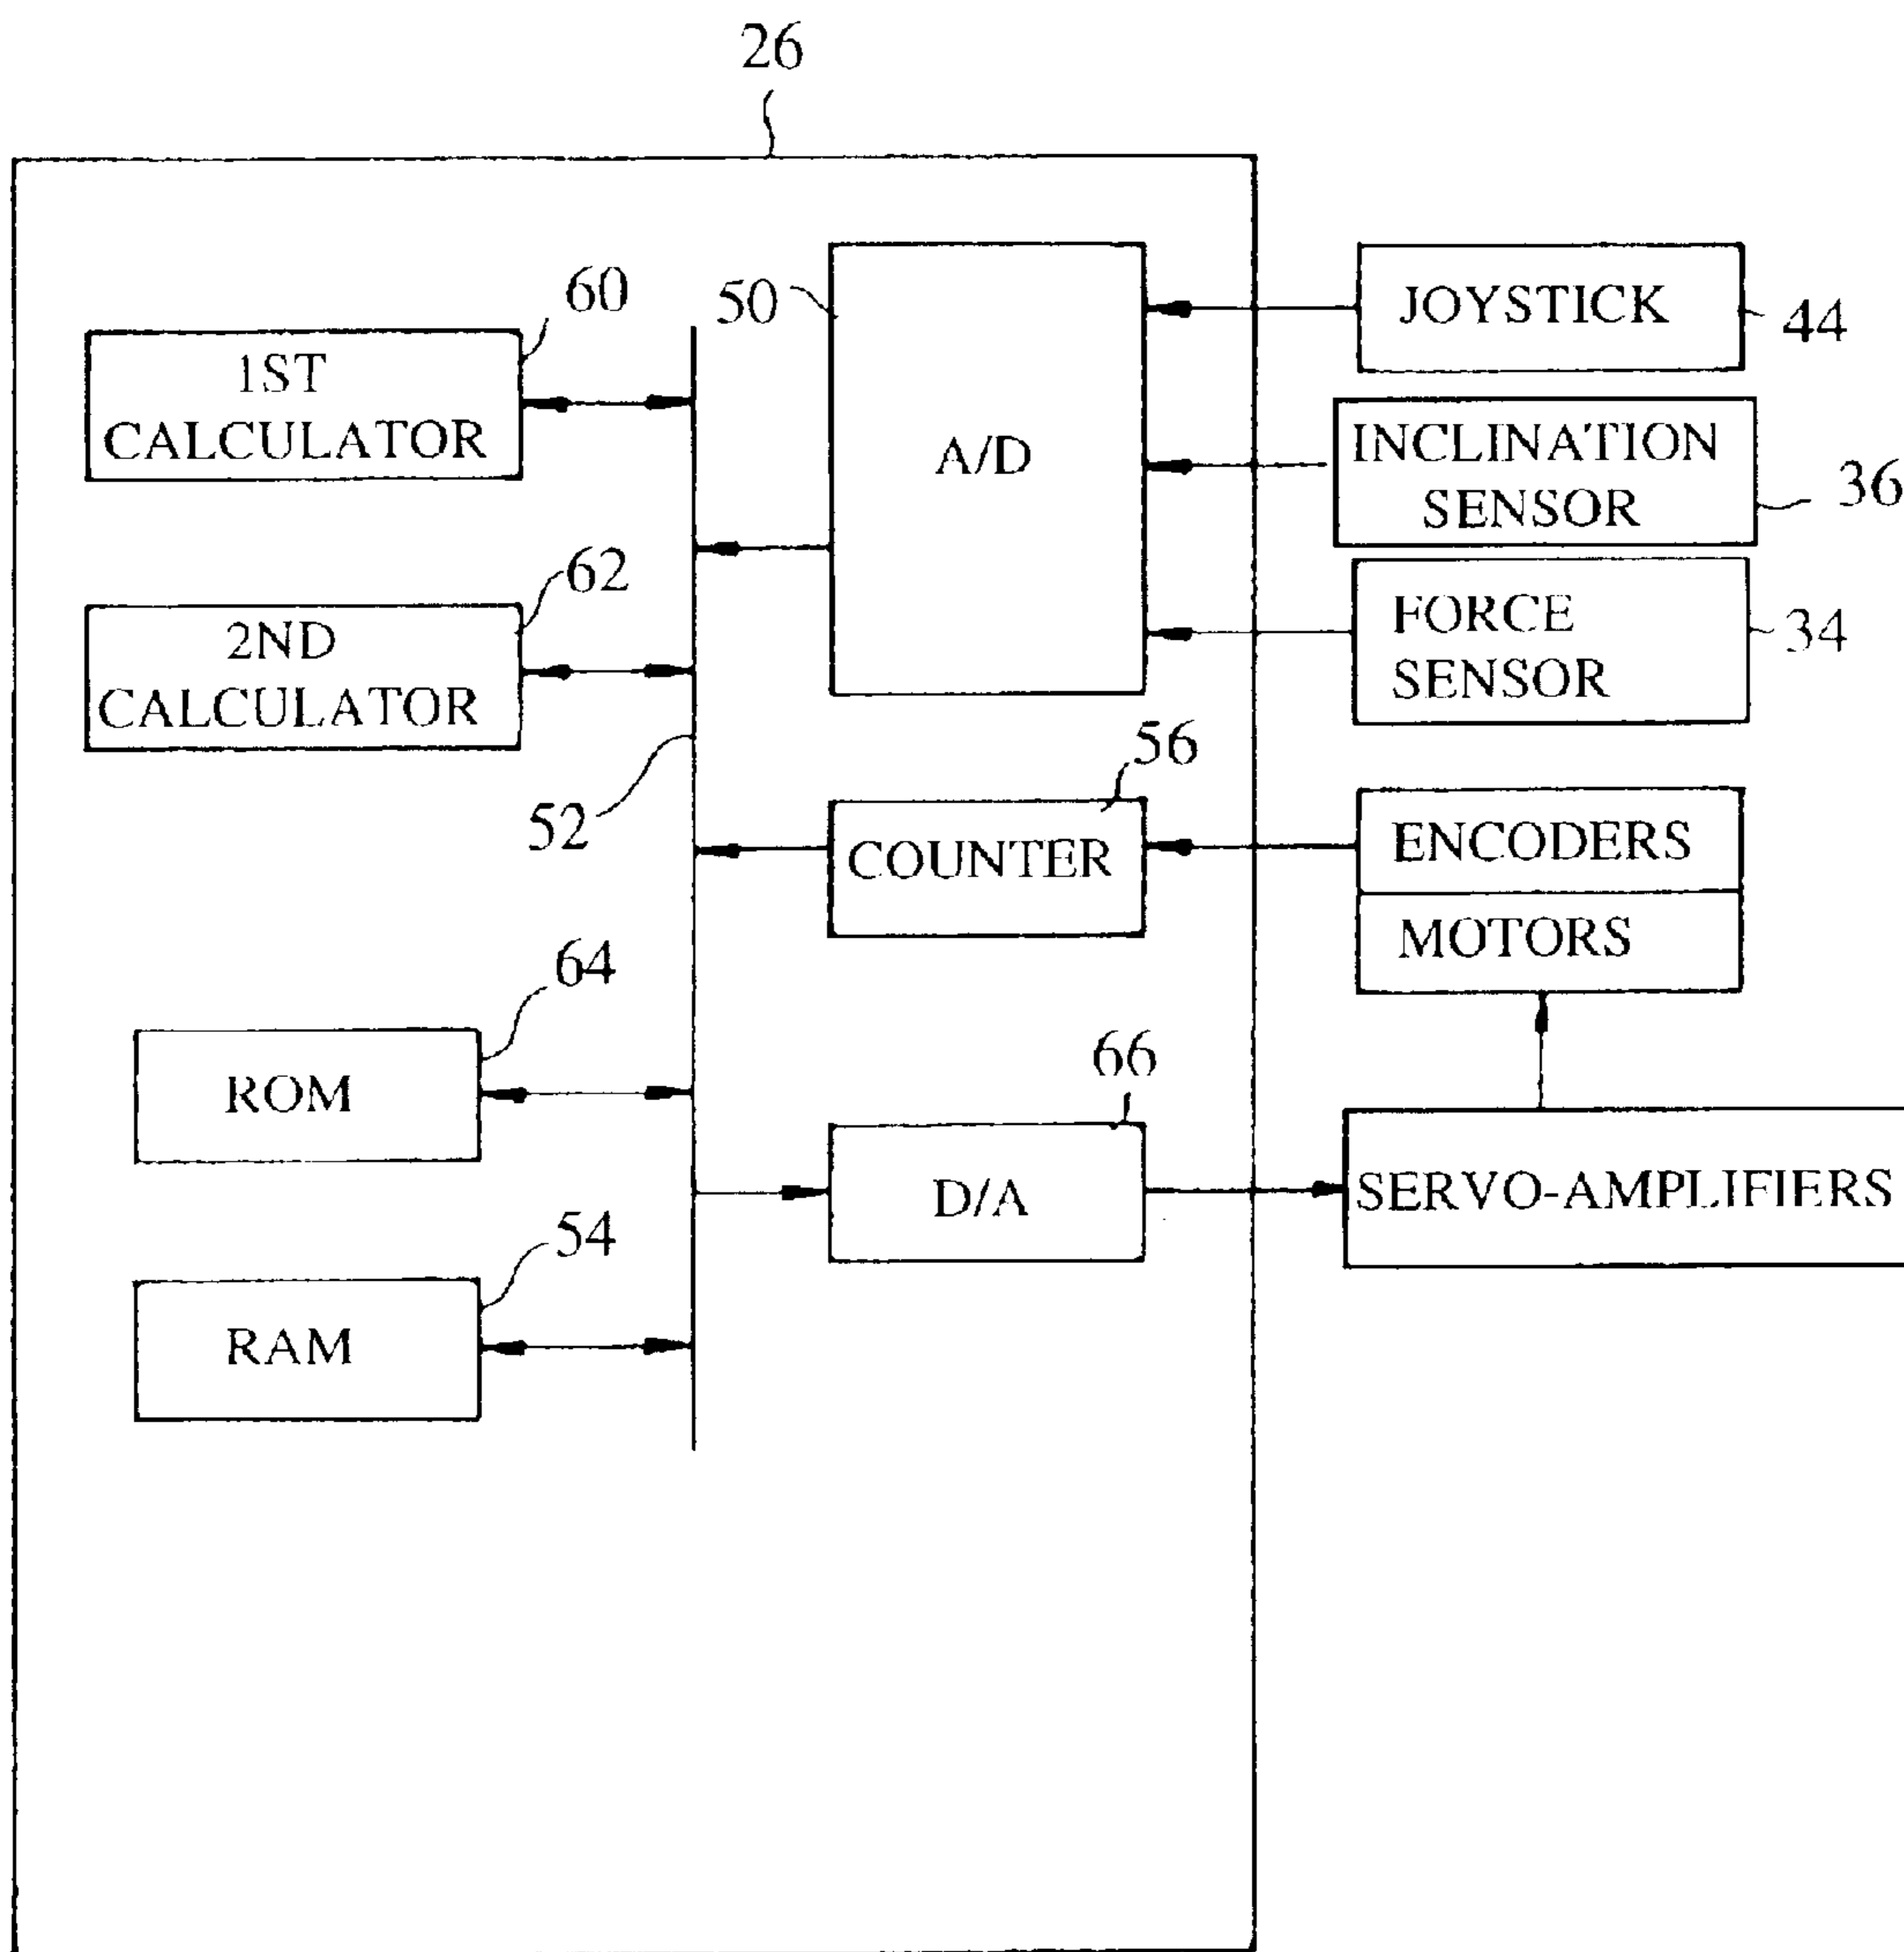 26
60
1ST
CALCULATOR
50
A/D
JOYSTICK
44
INCLINATION
SENSOR
36
62
2ND
CALCULATOR
FORCE
SENSOR
34
52
56
COUNTER
ENCODERS
MOTORS
64
ROM
66
D/A
SERVO-AMPLIFIERS
54
RAM